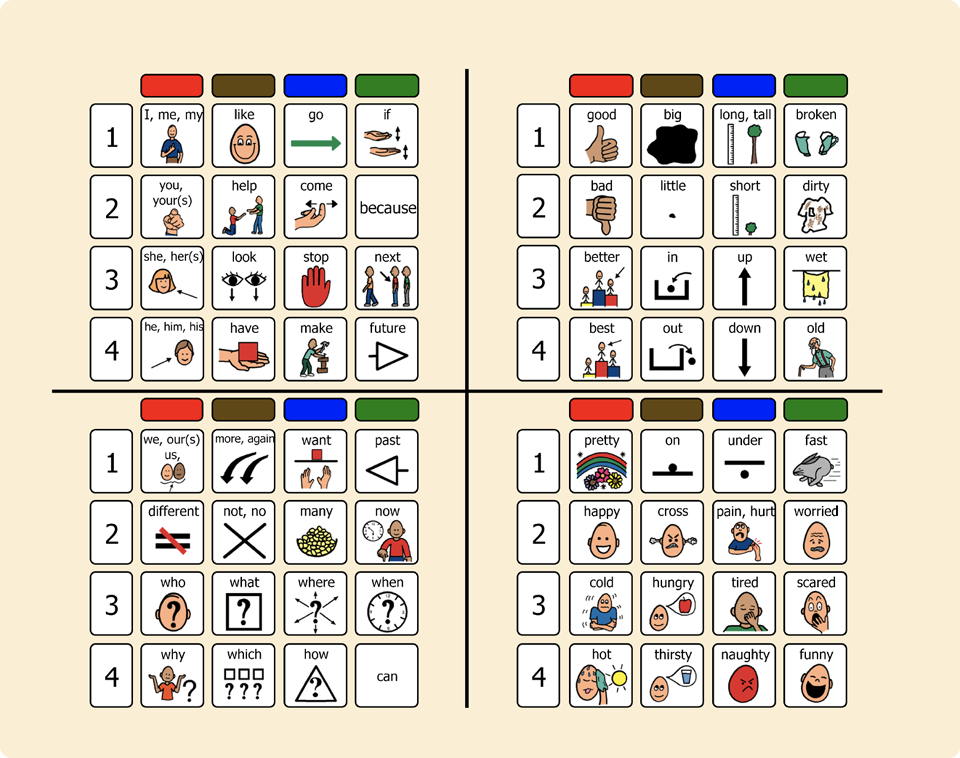 1
I, me, my
like
go
if
2
you,
your(s)
help
come
because
3
she, her(s)
look
stop
next
4
he, him, his
have
make
future
1
good
big
long, tall
broken
2
bad
little
short
dirty
3
better
in
up
wet
4
best
out
down
old
1
we, our(s)
us,
more, again
want
past
2
different
not, no
many
now
3
who
?
what
?
where
?
when
?
4
why
?
which
? ? ?
how
?
can
1
pretty
on
under
fast
2
happy
cross
pain, hurt
worried
3
cold
hungry
tired
scared
4
hot
thirsty
naughty
funny